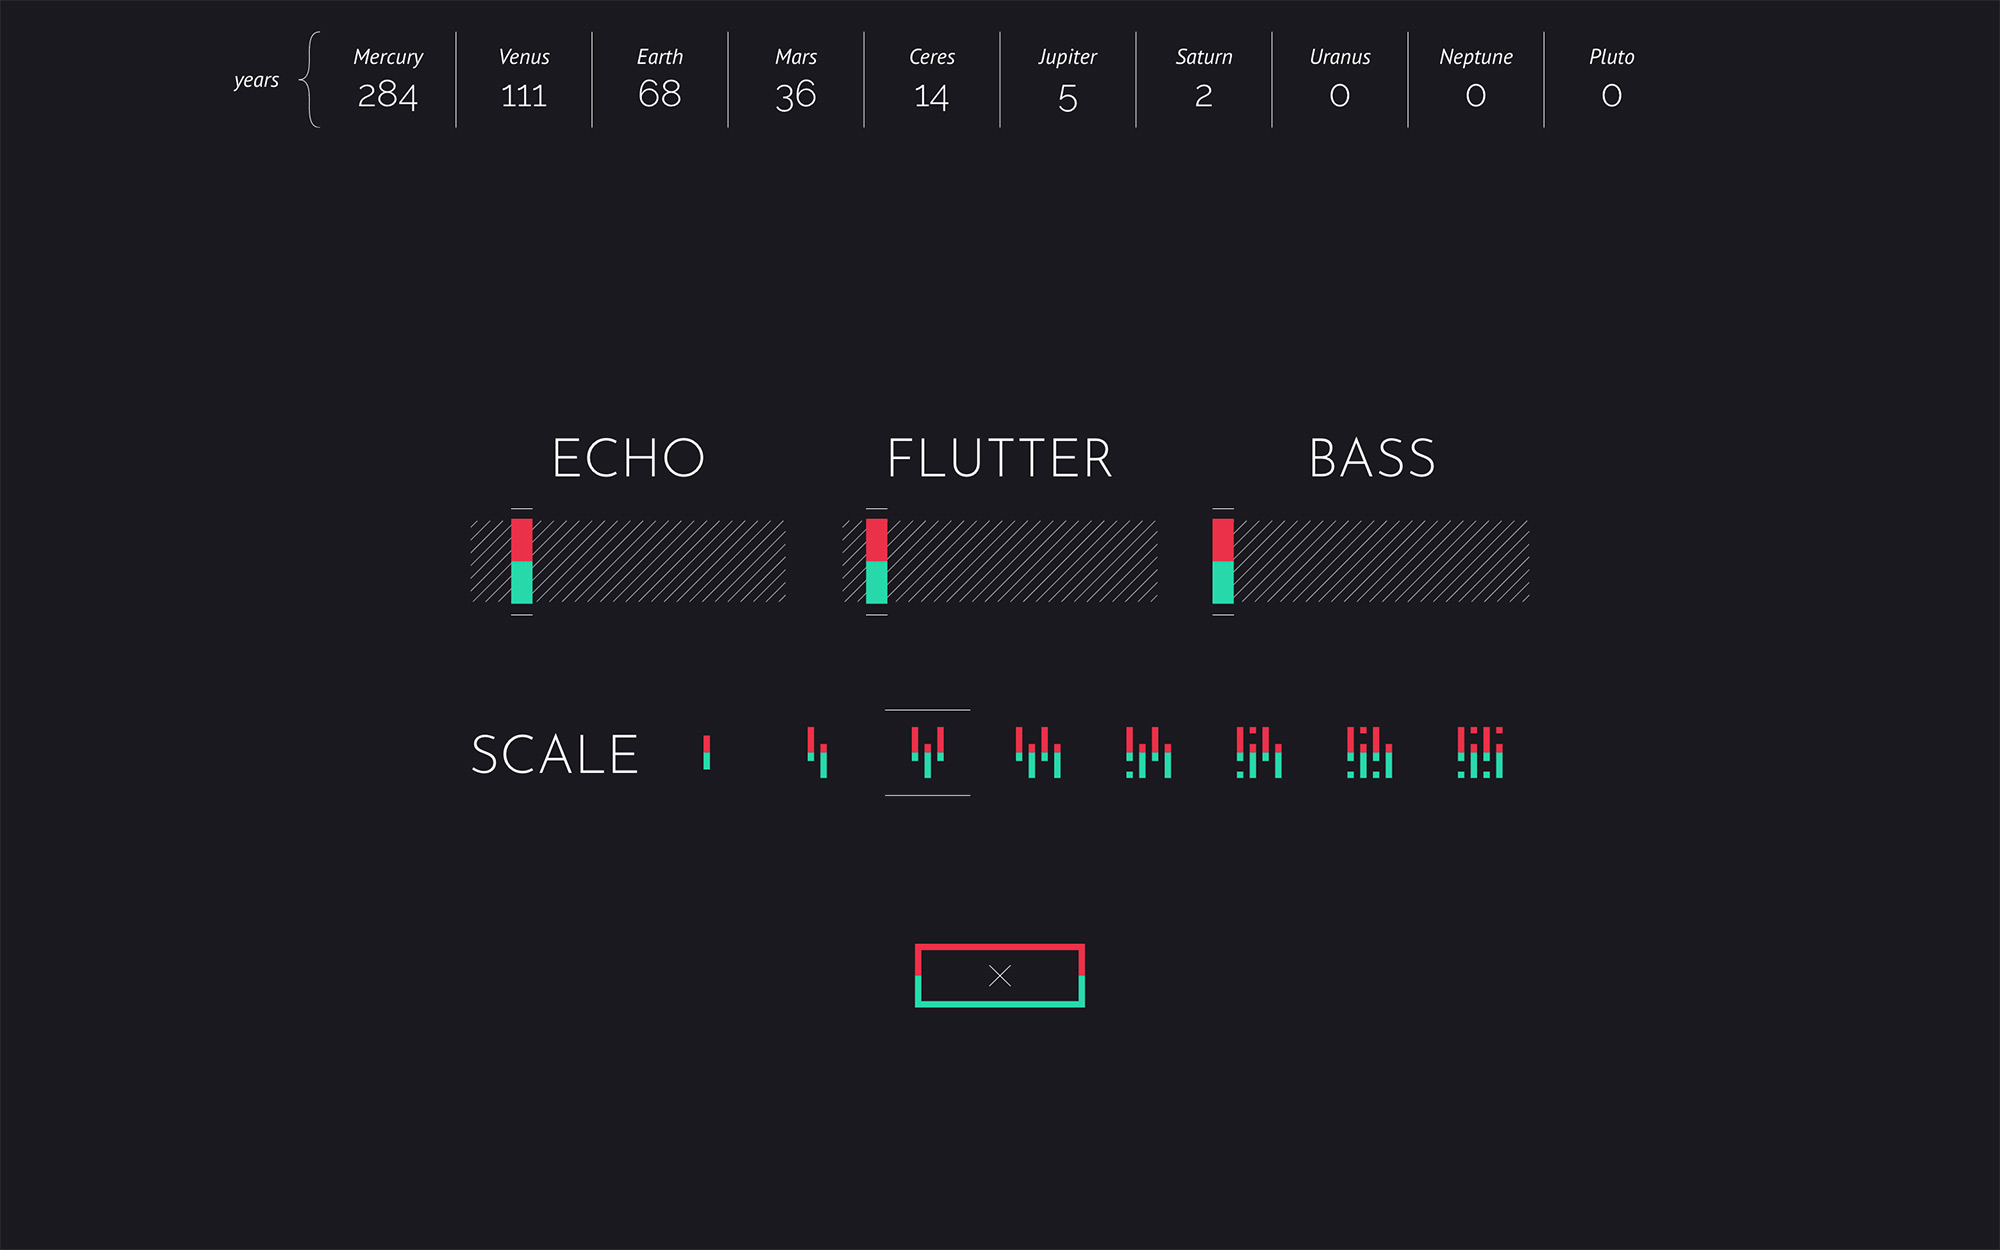 years
Mercury Venus Earth Mars Ceres Jupiter Saturn Uranus Neptune Pluto
284 111 68 36 14 5 2 0 0 0
ECHO FLUTTER BASS
SCALE